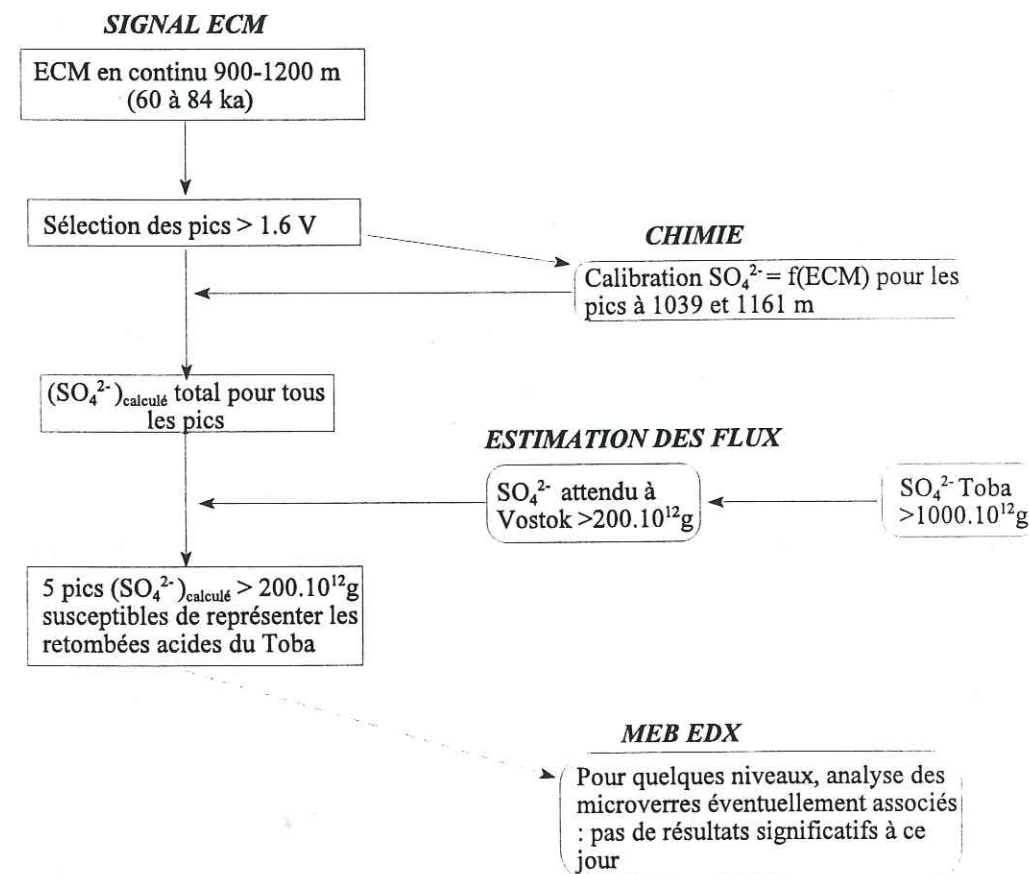 SIGNAL ECM
ECM en continu 900-1200 m
(60 à 84 ka)
Sélection des pics > 1.6 V
CHIMIE
Calibration SO₄²⁻ = f(ECM) pour les
pics à 1039 et 1161 m
(SO₄²⁻)calculé total pour tous
les pics
ESTIMATION DES FLUX
SO₄²⁻ attendu à
Vostok >200.10¹²g
SO₄²⁻ Toba
>1000.10¹²g
5 pics (SO₄²⁻)calculé > 200.10¹²g
susceptibles de représenter les
retombées acides du Toba
MEB EDX
Pour quelques niveaux, analyse des
microverres éventuellement associés
: pas de résultats significatifs à ce
jour